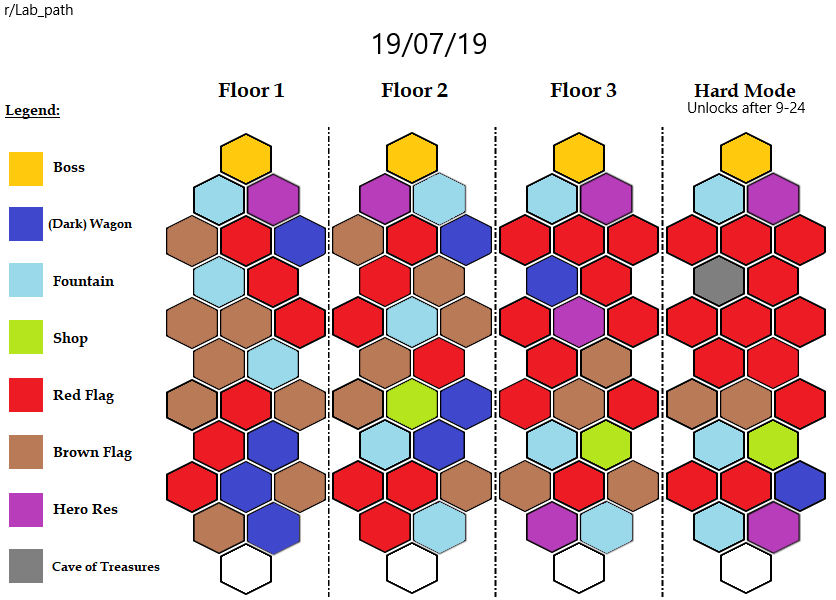 r/Lab_path
19/07/19
Floor 1
Floor 2
Floor 3
Hard Mode
Unlocks after 9-24
Legend:
Boss
(Dark) Wagon
Fountain
Shop
Red Flag
Brown Flag
Hero Res
Cave of Treasures